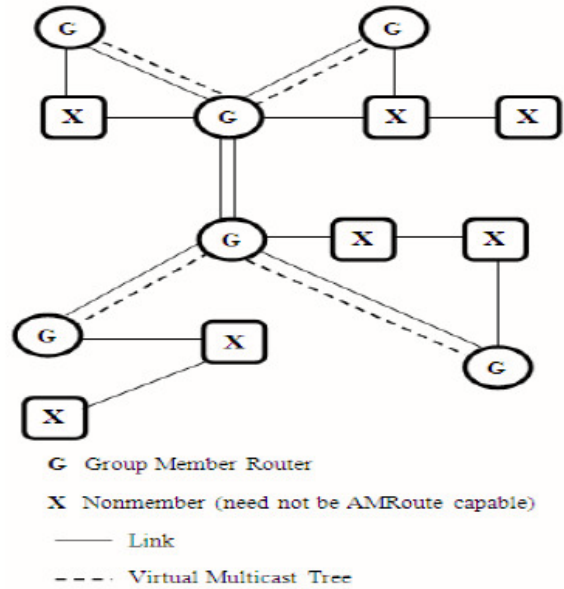 G G
X G X X
G X X
G X G
X
G Group Member Router
X Nonmember (need not be AMRoute capable)
Link
Virtual Multicast Tree